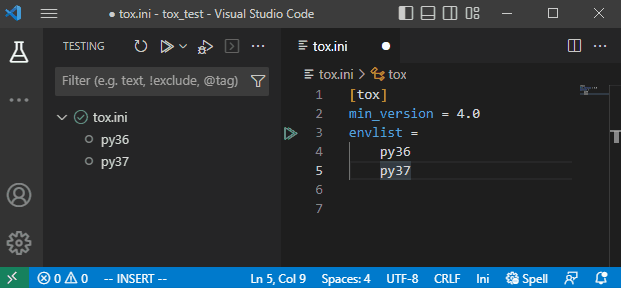 tox.ini - tox_test - Visual Studio Code
TESTING
tox.ini
Filter (e.g. text, !exclude, @tag)
tox.ini > tox
tox.ini
py36
py37
1 [tox]
2 min_version = 4.0
3 envlist =
4 py36
5 py37
6
7
0 0 -- INSERT -- Ln 5, Col 9 Spaces: 4 UTF-8 CRLF Ini Spell